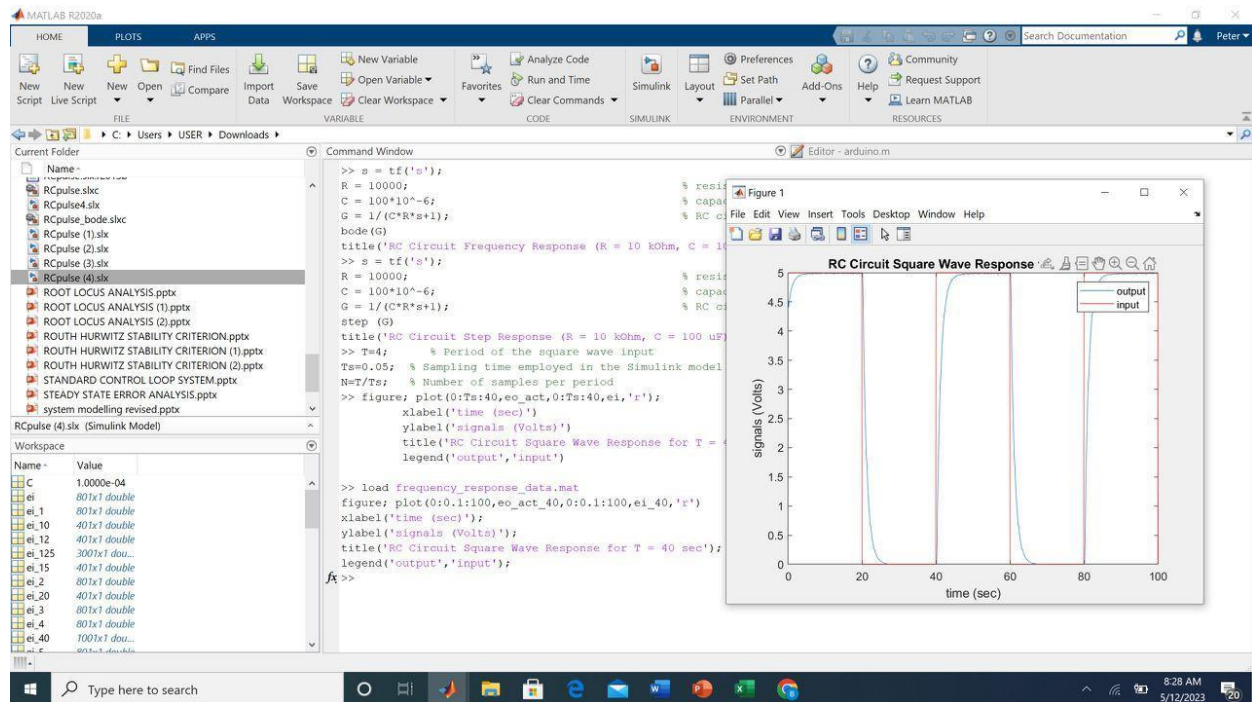 MATLAB R2020a
HOME PLOTS APPS
Search Documentation
Peter
New Script
New Live Script
New
Open
Find Files
Compare
Import Data
Save Workspace
New Variable
Open Variable
Clear Workspace
Favorites
Analyze Code
Run and Time
Clear Commands
Simulink
Layout
Preferences
Set Path
Parallel
Add-Ons
Help
Community
Request Support
Learn MATLAB
FILE VARIABLE CODE SIMULINK ENVIRONMENT RESOURCES
C: Users USER Downloads
Current Folder
Name
RCpulse.slxc
RCpulse4.slx
RCpulse_bode.slxc
RCpulse (1).slx
RCpulse (2).slx
RCpulse (3).slx
RCpulse (4).slx
ROOT LOCUS ANALYSIS.pptx
ROOT LOCUS ANALYSIS (1).pptx
ROOT LOCUS ANALYSIS (2).pptx
ROUTH HURWITZ STABILITY CRITERION.pptx
ROUTH HURWITZ STABILITY CRITERION (1).pptx
ROUTH HURWITZ STABILITY CRITERION (2).pptx
STANDARD CONTROL LOOP SYSTEM.pptx
STEADY STATE ERROR ANALYSIS.pptx
system modelling revised.pptx
RCpulse (4).slx (Simulink Model)
Workspace
Name Value
C 1.0000e-04
ei 801x1 double
ei_1 801x1 double
ei_10 401x1 double
ei_12 401x1 double
ei_125 3001x1 dou...
ei_15 401x1 double
ei_2 801x1 double
ei_20 401x1 double
ei_3 801x1 double
ei_4 801x1 double
ei_40 1001x1 dou...
ei_5 801x1 double
Command Window
>> s = tf('s');
R = 10000; % resis
C = 100*10^-6; % capac
G = 1/(C*R*s+1); % RC ci
bode(G)
title('RC Circuit Frequency Response (R = 10 kOhm, C = 10
>> s = tf('s');
R = 10000; % resis
C = 100*10^-6; % capac
G = 1/(C*R*s+1); % RC ci
step (G)
title('RC Circuit Step Response (R = 10 kOhm, C = 100 uF)
>> T=4; % Period of the square wave input
Ts=0.05; % Sampling time employed in the Simulink model
N=T/Ts; % Number of samples per period
>> figure; plot(0:Ts:40,eo_act,0:Ts:40,ei,'r');
xlabel('time (sec)')
ylabel('signals (Volts)')
title('RC Circuit Square Wave Response for T = 4
legend('output','input')
>> load frequency_response_data.mat
figure; plot(0:0.1:100,eo_act_40,0:0.1:100,ei_40,'r')
xlabel('time (sec)');
ylabel('signals (Volts)');
title('RC Circuit Square Wave Response for T = 40 sec');
legend('output','input');
fx >>
Editor - arduino.m
Figure 1
File Edit View Insert Tools Desktop Window Help
RC Circuit Square Wave Response
output
input
signals (Volts)
5
4.5
4
3.5
3
2.5
2
1.5
1
0.5
0
0 20 40 60 80 100
time (sec)
Type here to search
8:28 AM
5/12/2023
20